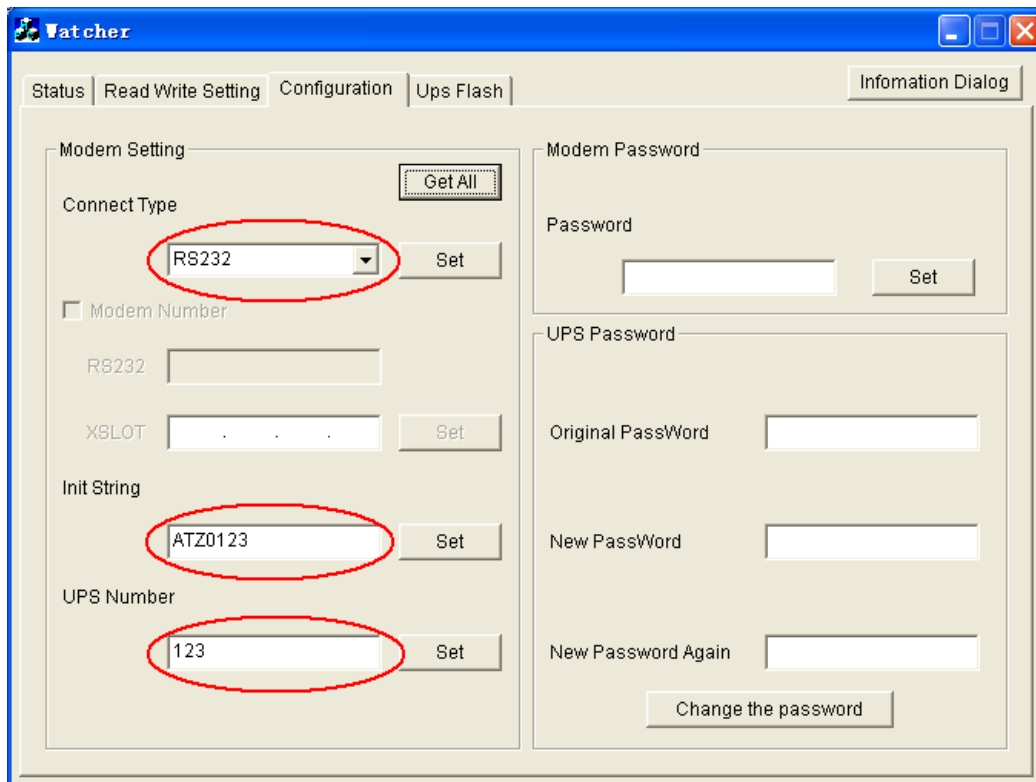 Watcher
Status
Read Write Setting
Configuration
Ups Flash
Infomation Dialog
Modem Setting
Get All
Connect Type
RS232
Set
Modem Number
RS232
XSLOT
. . .
Set
Init String
ATZ0123
Set
UPS Number
123
Set
Modem Password
Password
Set
UPS Password
Original PassWord
New PassWord
New Password Again
Change the password